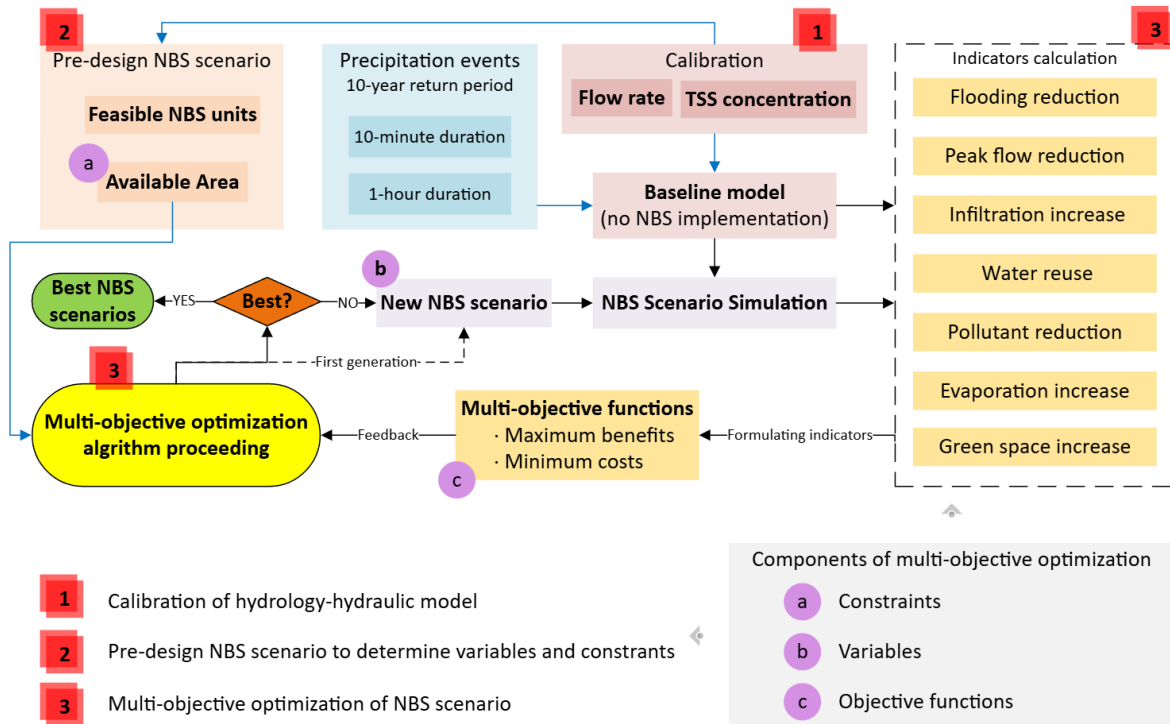 2
Pre-design NBS scenario
Feasible NBS units
a
Available Area
Precipitation events
10-year return period
10-minute duration
1-hour duration
1
Calibration
Flow rate
TSS concentration
Baseline model
(no NBS implementation)
3
Indicators calculation
Flooding reduction
Peak flow reduction
Infiltration increase
Water reuse
Pollutant reduction
Evaporation increase
Green space increase
Best NBS
scenarios
YES
Best?
NO
b
New NBS scenario
NBS Scenario Simulation
First generation
3
Multi-objective optimization
algrithm proceeding
Feedback
Multi-objective functions
· Maximum benefits
· Minimum costs
c
Formulating indicators
1
Calibration of hydrology-hydraulic model
2
Pre-design NBS scenario to determine variables and constrants
3
Multi-objective optimization of NBS scenario
Components of multi-objective optimization
a
Constraints
b
Variables
c
Objective functions